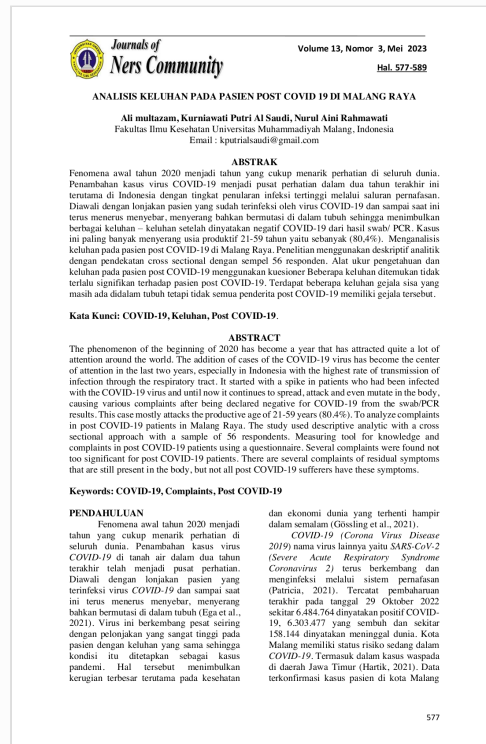 Journals of
Ners Community
Volume 13, Nomor 3, Mei 2023
Hal. 577-589
ANALISIS KELUHAN PADA PASIEN POST COVID 19 DI MALANG RAYA
Ali multazam, Kurniawati Putri Al Saudi, Nurul Aini Rahmawati
Fakultas Ilmu Kesehatan Universitas Muhammadiyah Malang, Indonesia
Email : kputrialsaudi@gmail.com
ABSTRAK
Fenomena awal tahun 2020 menjadi tahun yang cukup menarik perhatian di seluruh dunia.
Penambahan kasus virus COVID-19 menjadi pusat perhatian dalam dua tahun terakhir ini
terutama di Indonesia dengan tingkat penularan infeksi tertinggi melalui saluran pernafasan.
Diawali dengan lonjakan pasien yang sudah terinfeksi oleh virus COVID-19 dan sampai saat ini
terus menerus menyebar, menyerang bahkan bermutasi di dalam tubuh sehingga menimbulkan
berbagai keluhan – keluhan setelah dinyatakan negatif COVID-19 dari hasil swab/ PCR. Kasus
ini paling banyak menyerang usia produktif 21-59 tahun yaitu sebanyak (80,4%). Menganalisis
keluhan pada pasien post COVID-19 di Malang Raya. Penelitian menggunakan deskriptif analitik
dengan pendekatan cross sectional dengan sempel 56 responden. Alat ukur pengetahuan dan
keluhan pada pasien post COVID-19 menggunakan kuesioner Beberapa keluhan ditemukan tidak
terlalu signifikan terhadap pasien post COVID-19. Terdapat beberapa keluhan gejala sisa yang
masih ada didalam tubuh tetapi tidak semua penderita post COVID-19 memiliki gejala tersebut.
Kata Kunci: COVID-19, Keluhan, Post COVID-19.
ABSTRACT
The phenomenon of the beginning of 2020 has become a year that has attracted quite a lot of
attention around the world. The addition of cases of the COVID-19 virus has become the center
of attention in the last two years, especially in Indonesia with the highest rate of transmission of
infection through the respiratory tract. It started with a spike in patients who had been infected
with the COVID-19 virus and until now it continues to spread, attack and even mutate in the body,
causing various complaints after being declared negative for COVID-19 from the swab/PCR
results. This case mostly attacks the productive age of 21-59 years (80.4%). To analyze complaints
in post COVID-19 patients in Malang Raya. The study used descriptive analytic with a cross
sectional approach with a sample of 56 respondents. Measuring tool for knowledge and
complaints in post COVID-19 patients using a questionnaire. Several complaints were found not
too significant for post COVID-19 patients. There are several complaints of residual symptoms
that are still present in the body, but not all post COVID-19 sufferers have these symptoms.
Keywords: COVID-19, Complaints, Post COVID-19
PENDAHULUAN
Fenomena awal tahun 2020 menjadi
tahun yang cukup menarik perhatian di
seluruh dunia. Penambahan kasus virus
COVID-19 di tanah air dalam dua tahun
terakhir telah menjadi pusat perhatian.
Diawali dengan lonjakan pasien yang
terinfeksi virus COVID-19 dan sampai saat
ini terus menerus menyebar, menyerang
bahkan bermutasi di dalam tubuh (Ega et al.,
2021). Virus ini berkembang pesat seiring
dengan pelonjakan yang sangat tinggi pada
pasien dengan keluhan yang sama sehingga
kondisi itu ditetapkan sebagai kasus
pandemi. Hal tersebut menimbulkan
kerugian terbesar terutama pada kesehatan
dan ekonomi dunia yang terhenti hampir
dalam semalam (Gössling et al., 2021).
COVID-19 (Corona Virus Disease
2019) nama virus lainnya yaitu SARS-CoV-2
(Severe Acute Respiratory Syndrome
Coronavirus 2) terus berkembang dan
menginfeksi melalui sistem pernafasan
(Patricia, 2021). Tercatat pembaharuan
terakhir pada tanggal 29 Oktober 2022
sekitar 6.484.764 dinyatakan positif COVID-
19, 6.303.477 yang sembuh dan sekitar
158.144 dinyatakan meninggal dunia. Kota
Malang memiliki status risiko sedang dalam
COVID-19. Termasuk dalam kasus waspada
di daerah Jawa Timur (Hartik, 2021). Data
terkonfirmasi kasus pasien di kota Malang
577